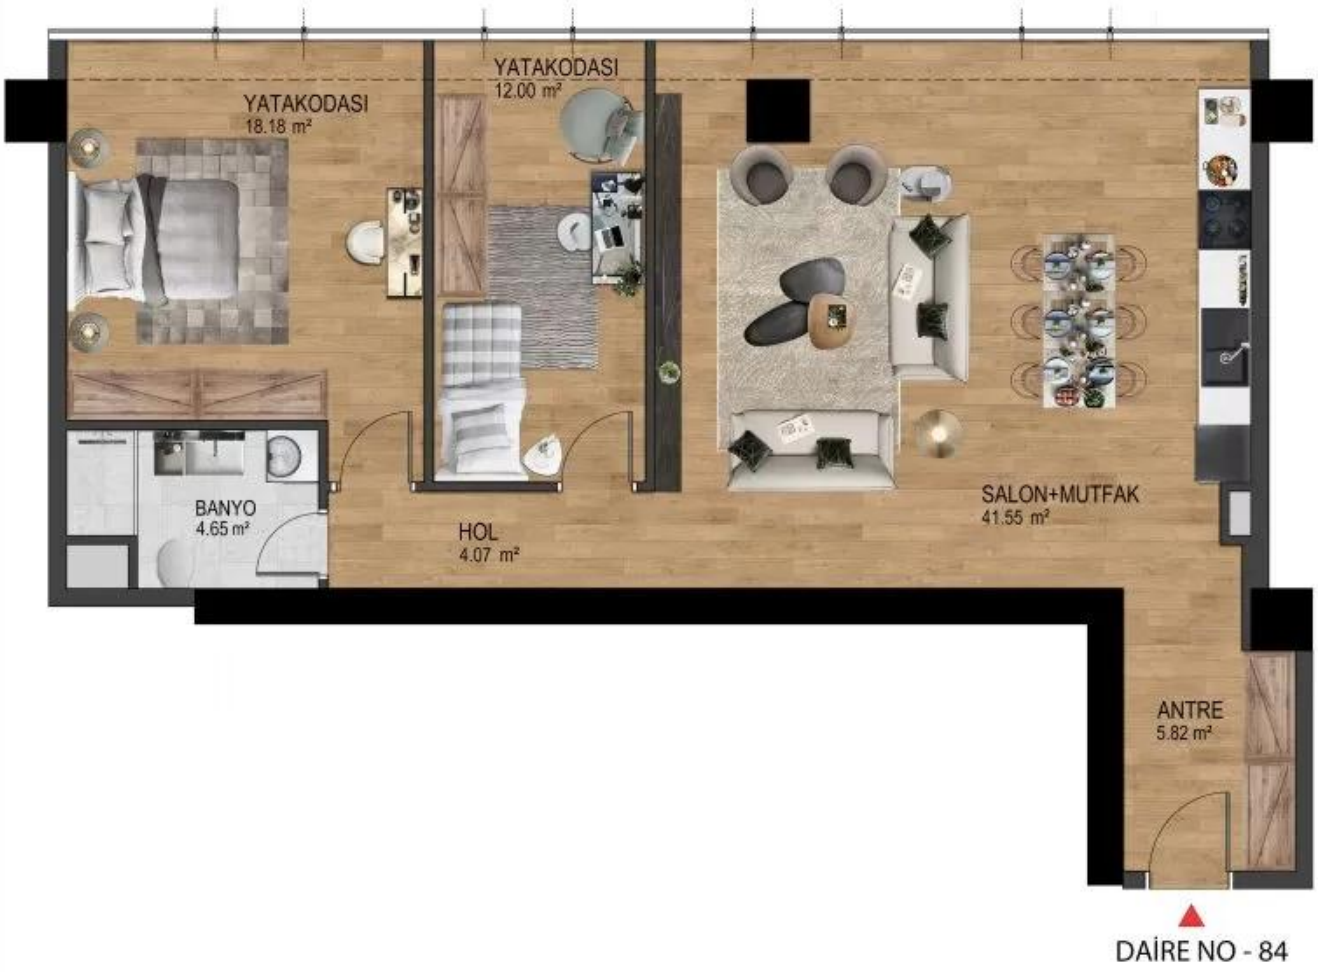 YATAKODASI
12.00 m²
YATAKODASI
18.18 m²
SALON+MUTFAK
41.55 m²
BANYO
4.65 m²
HOL
4.07 m²
ANTRE
5.82 m²
DAİRE NO - 84